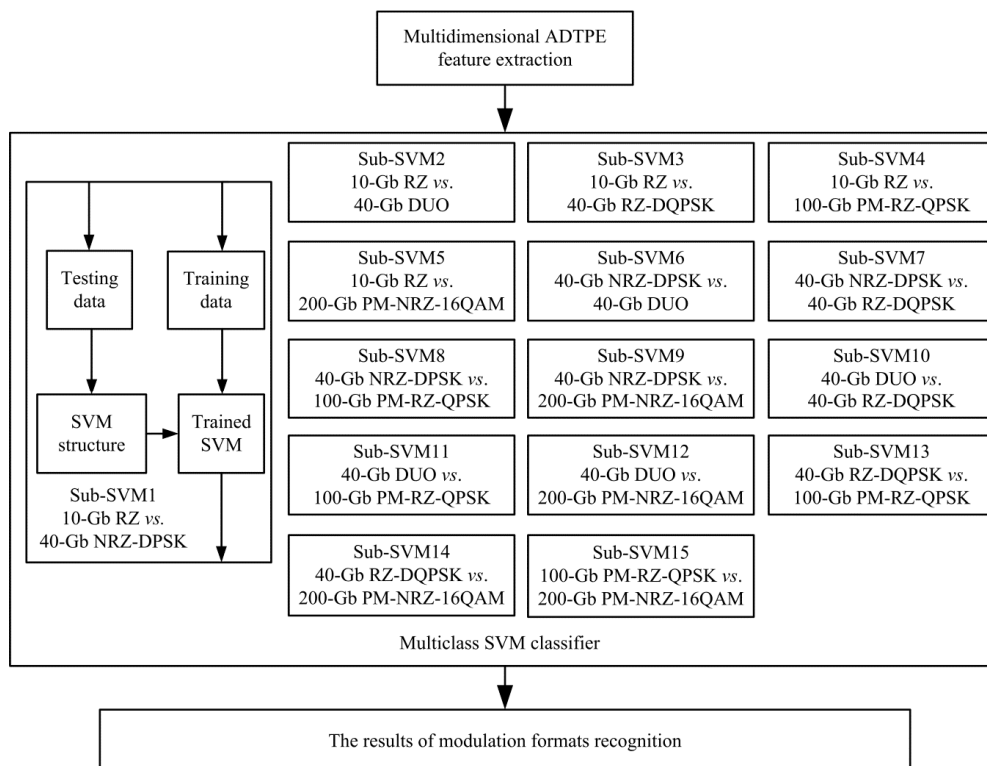 Multidimensional ADTPE
feature extraction
Sub-SVM2
10-Gb RZ vs.
40-Gb DUO
Sub-SVM3
10-Gb RZ vs.
40-Gb RZ-DQPSK
Sub-SVM4
10-Gb RZ vs.
100-Gb PM-RZ-QPSK
Testing
data
Training
data
SVM
structure
Trained
SVM
Sub-SVM1
10-Gb RZ vs.
40-Gb NRZ-DPSK
Sub-SVM5
10-Gb RZ vs.
200-Gb PM-NRZ-16QAM
Sub-SVM6
40-Gb NRZ-DPSK vs.
40-Gb DUO
Sub-SVM7
40-Gb NRZ-DPSK vs.
40-Gb RZ-DQPSK
Sub-SVM8
40-Gb NRZ-DPSK vs.
100-Gb PM-RZ-QPSK
Sub-SVM9
40-Gb NRZ-DPSK vs.
200-Gb PM-NRZ-16QAM
Sub-SVM10
40-Gb DUO vs.
40-Gb RZ-DQPSK
Sub-SVM11
40-Gb DUO vs.
100-Gb PM-RZ-QPSK
Sub-SVM12
40-Gb DUO vs.
200-Gb PM-NRZ-16QAM
Sub-SVM13
40-Gb RZ-DQPSK vs.
100-Gb PM-RZ-QPSK
Sub-SVM14
40-Gb RZ-DQPSK vs.
200-Gb PM-NRZ-16QAM
Sub-SVM15
100-Gb PM-RZ-QPSK vs.
200-Gb PM-NRZ-16QAM
Multiclass SVM classifier
The results of modulation formats recognition